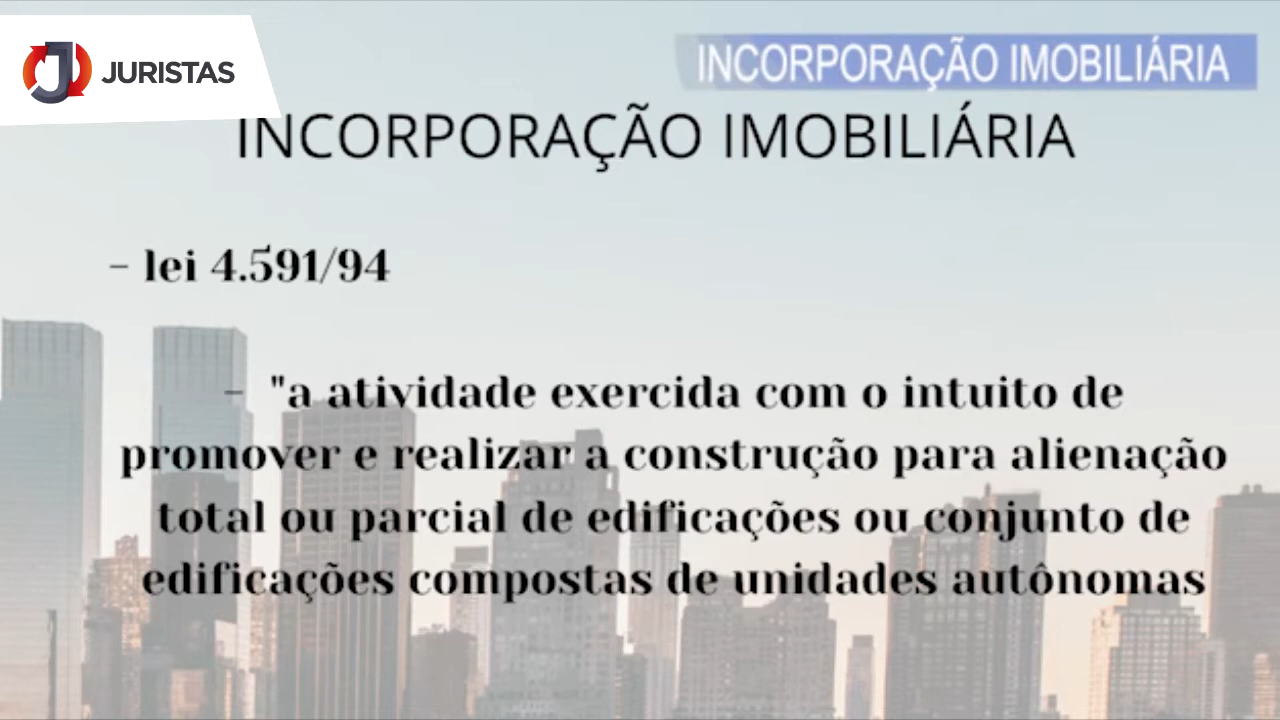 JURISTAS
INCORPORAÇÃO IMOBILIÁRIA
INCORPORAÇÃO IMOBILIÁRIA
- lei 4.591/94
- "a atividade exercida com o intuito de
promover e realizar a construção para alienação
total ou parcial de edificações ou conjunto de
edificações compostas de unidades autônomas